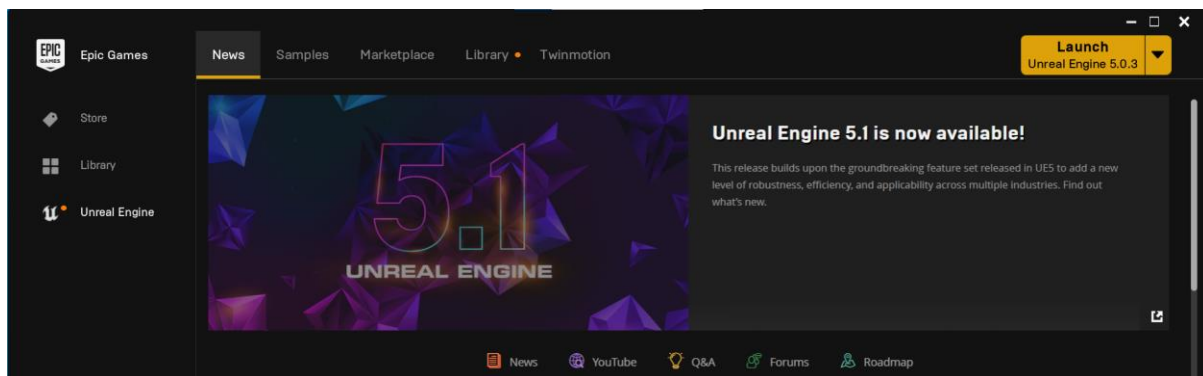 EPIC
GAMES
Epic Games
Store
Library
Unreal Engine
News
Samples
Marketplace
Library
Twinmotion
Launch
Unreal Engine 5.0.3
5.1
UNREAL ENGINE
Unreal Engine 5.1 is now available!
This release builds upon the groundbreaking feature set released in UE5 to add a new
level of robustness, efficiency, and applicability across multiple industries. Find out
what's new.
News
YouTube
Q&A
Forums
Roadmap